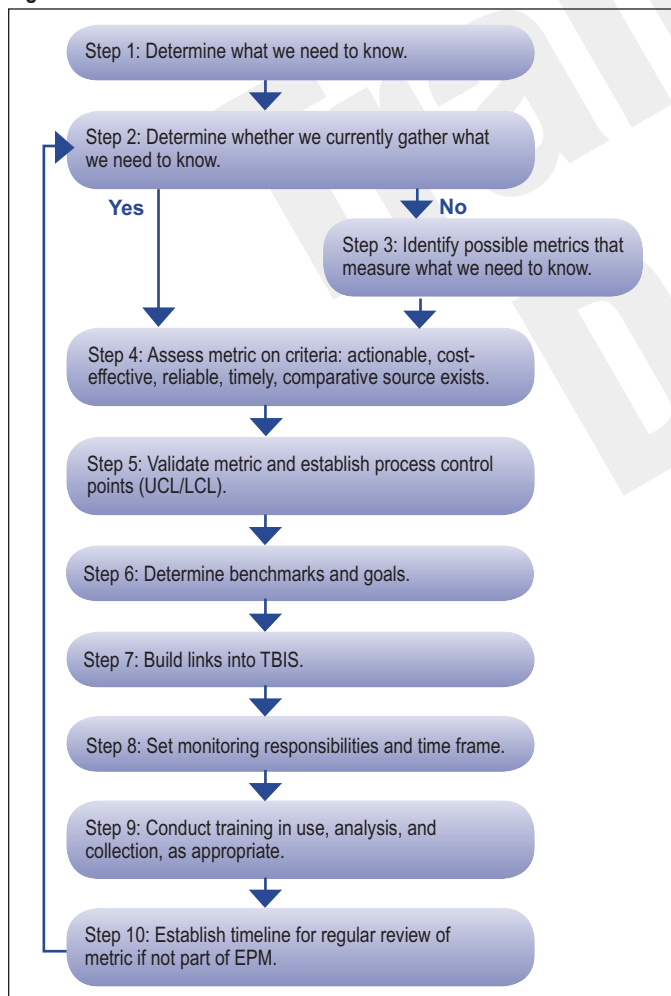 Step 1: Determine what we need to know.
Step 2: Determine whether we currently gather what
we need to know.
Yes
No
Step 3: Identify possible metrics that
measure what we need to know.
Step 4: Assess metric on criteria: actionable, cost-
effective, reliable, timely, comparative source exists.
Step 5: Validate metric and establish process control
points (UCL/LCL).
Step 6: Determine benchmarks and goals.
Step 7: Build links into TBIS.
Step 8: Set monitoring responsibilities and time frame.
Step 9: Conduct training in use, analysis, and
collection, as appropriate.
Step 10: Establish timeline for regular review of
metric if not part of EPM.